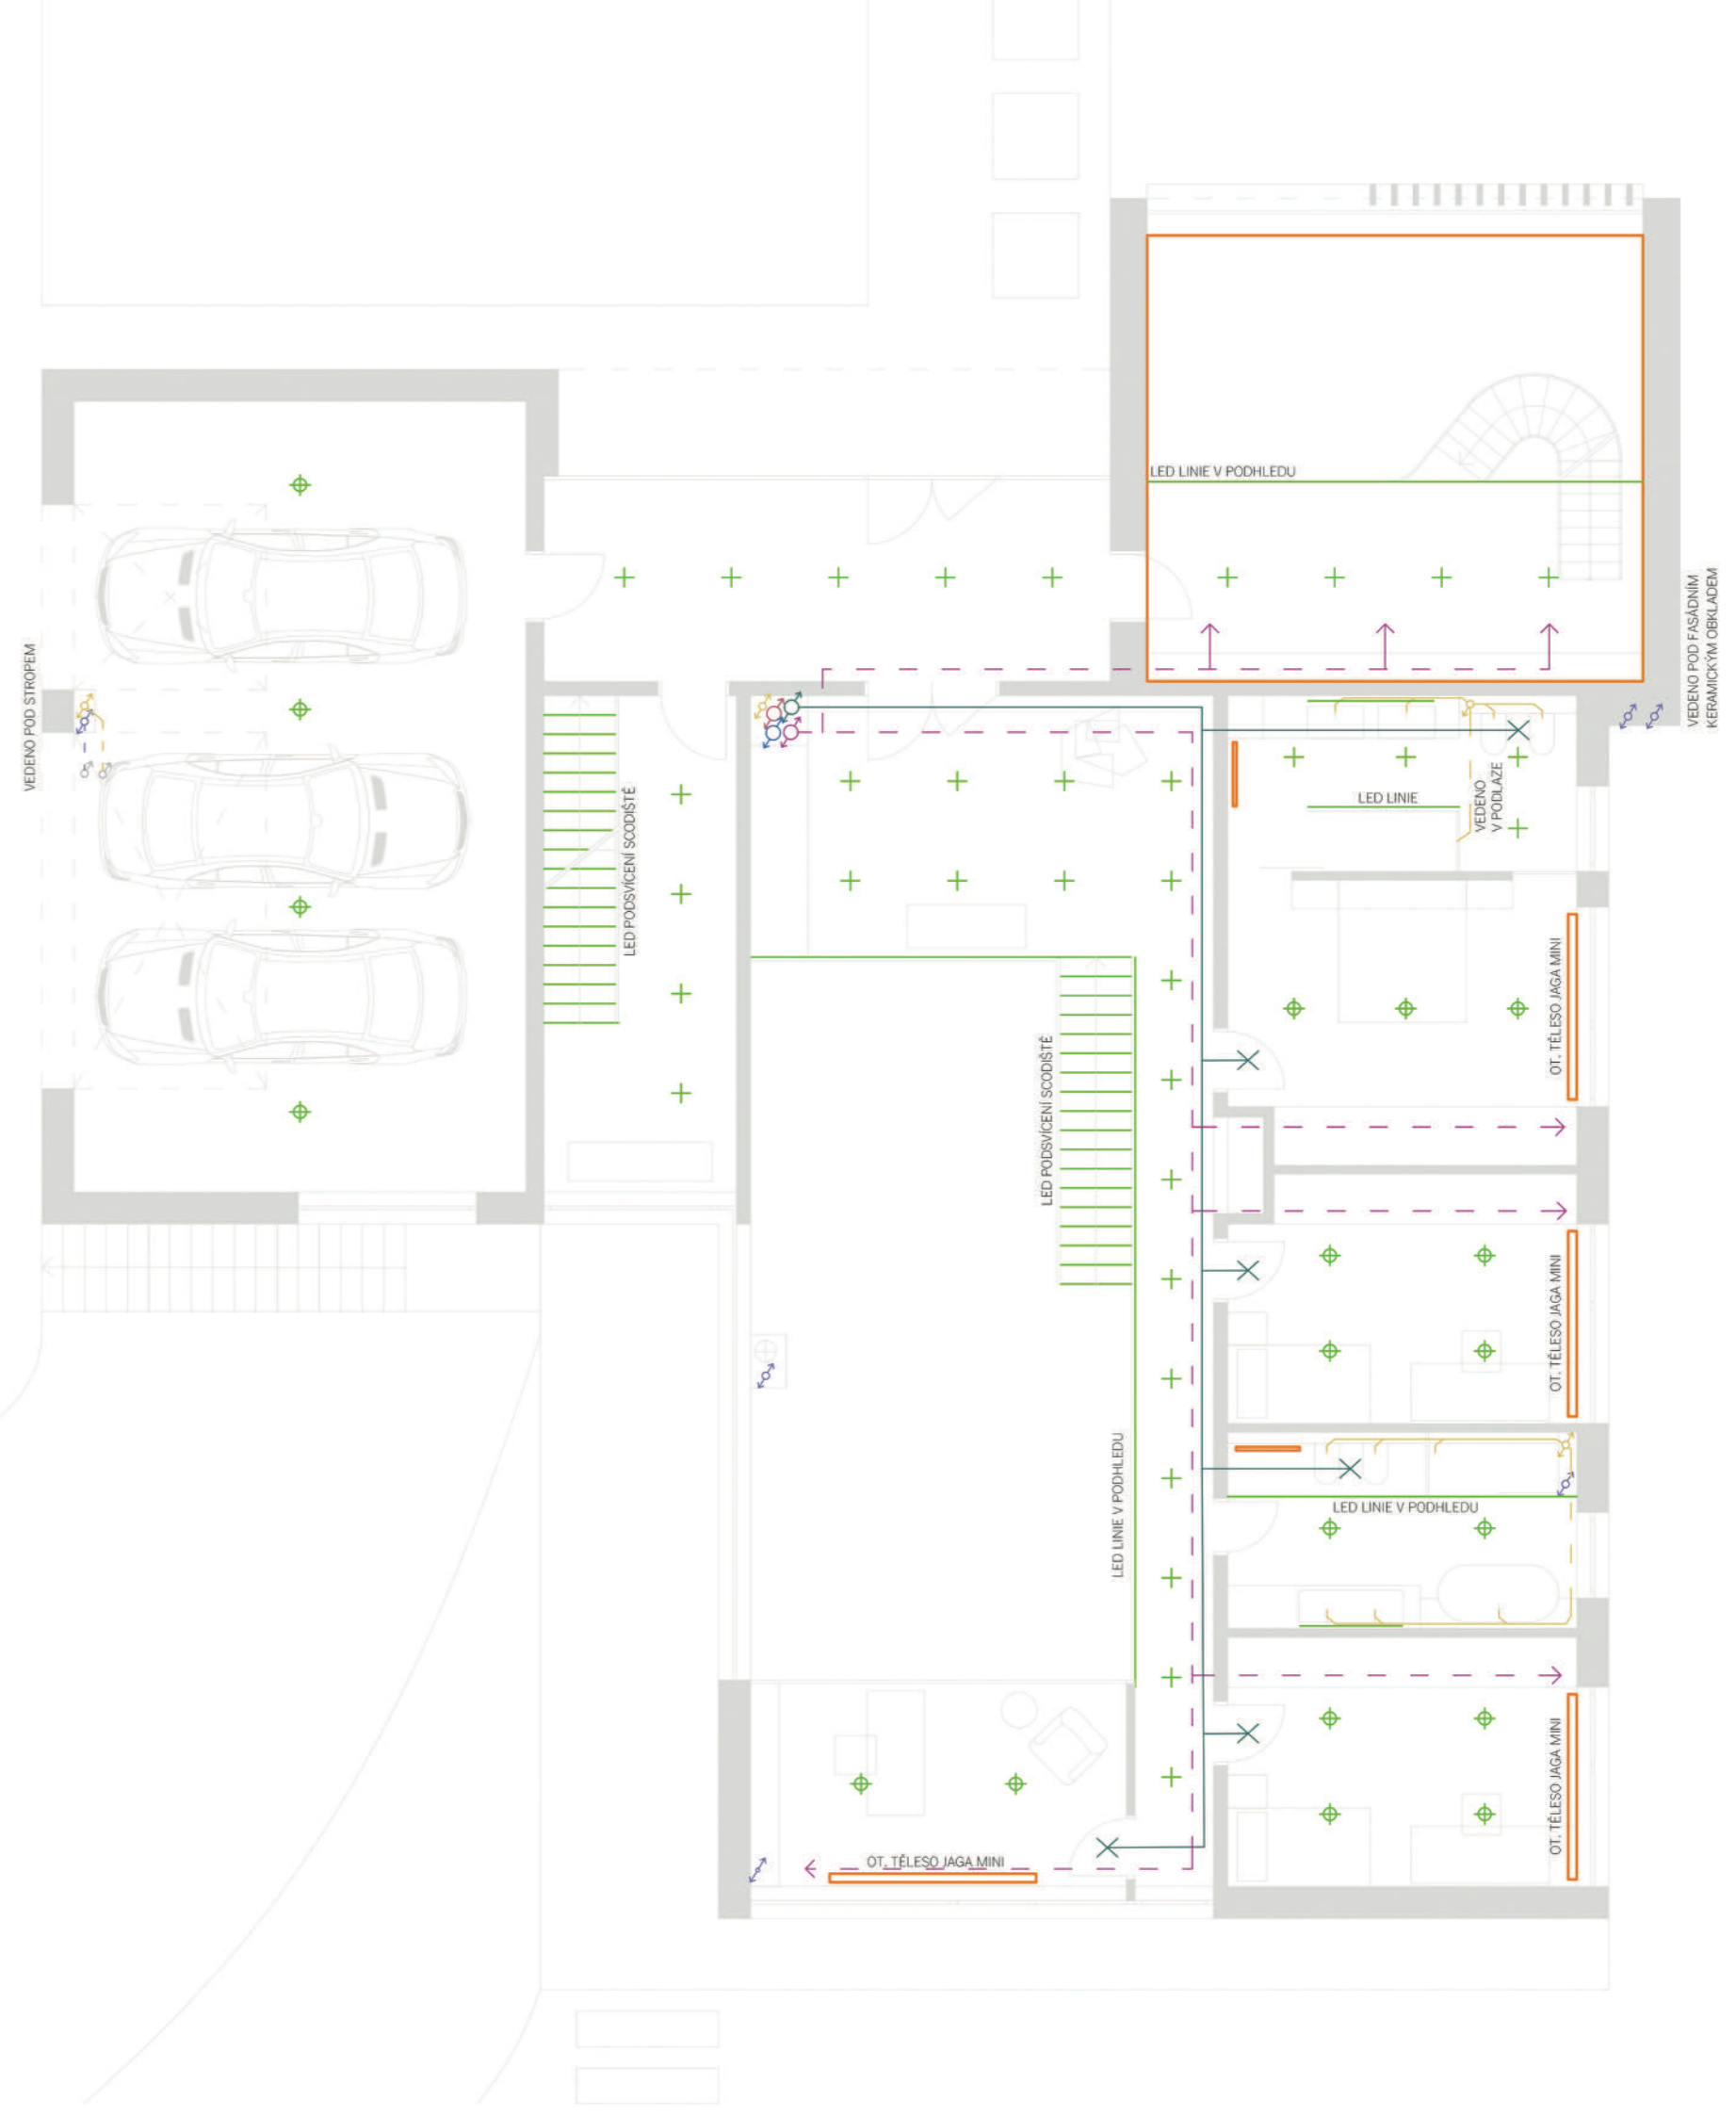 LED LINIE V PODHLEDU
VEDENO POD FASÁDNÍM
KERAMICKÝM OBKLADEM
VEDENO POD STROPEM
LED PODSVÍCENÍ SCODIŠTĚ
LED LINIE
VEDENO
V PODLAZE
OT. TĚLESO JAGA MINI
LED PODSVÍCENÍ SCODIŠTĚ
OT. TĚLESO JAGA MINI
LED LINIE V PODHLEDU
LED LINIE V PODHLEDU
OT. TĚLESO JAGA MINI
OT. TĚLESO JAGA MINI